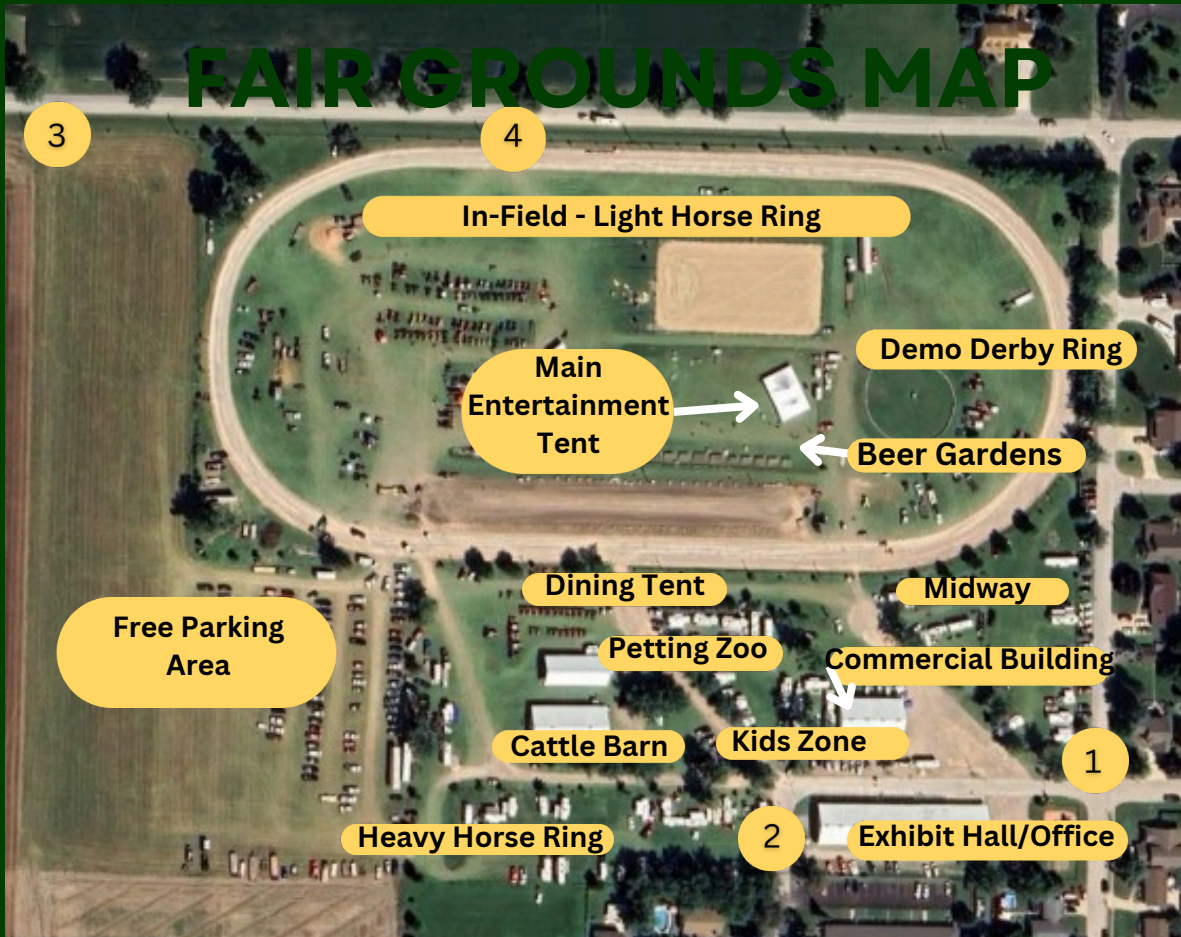 FAIR GROUNDS MAP
3
4
In-Field - Light Horse Ring
Demo Derby Ring
Main
Entertainment
Tent
Beer Gardens
Dining Tent
Midway
Free Parking
Area
Petting Zoo
Commercial Building
Cattle Barn
Kids Zone
1
Heavy Horse Ring
2
Exhibit Hall/Office